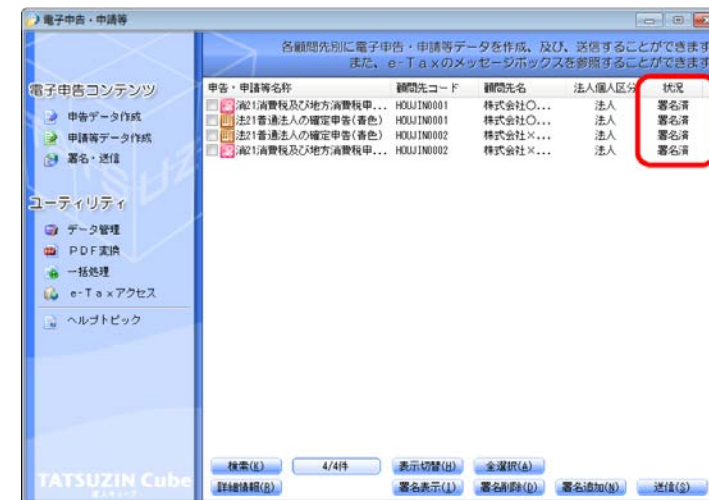 電子申告・申請等
各顧問先別に電子申告・申請等データを作成、及び、送信することができます
また、e-Taxのメッセージボックスを参照することができます
電子申告コンテンツ
申告データ作成
申請等データ作成
署名・送信
ユーティリティ
データ管理
PDF変換
一括処理
e-Taxアクセス
ヘルプトピック
申告・申請等名称 顧問先コード 顧問先名 法人個人区分 状況
消21消費税及び地方消費税申... HOUJIN0001 株式会社○... 法人 署名済
法21普通法人の確定申告(青色) HOUJIN0001 株式会社○... 法人 署名済
法21普通法人の確定申告(青色) HOUJIN0002 株式会社×... 法人 署名済
消21消費税及び地方消費税申... HOUJIN0002 株式会社×... 法人 署名済
検索(K) 4/4件 表示切替(H) 全選択(A)
詳細情報(B) 署名表示(I) 署名削除(D) 署名追加(N) 送信(S)
TATSUZIN Cube
達人キューブ